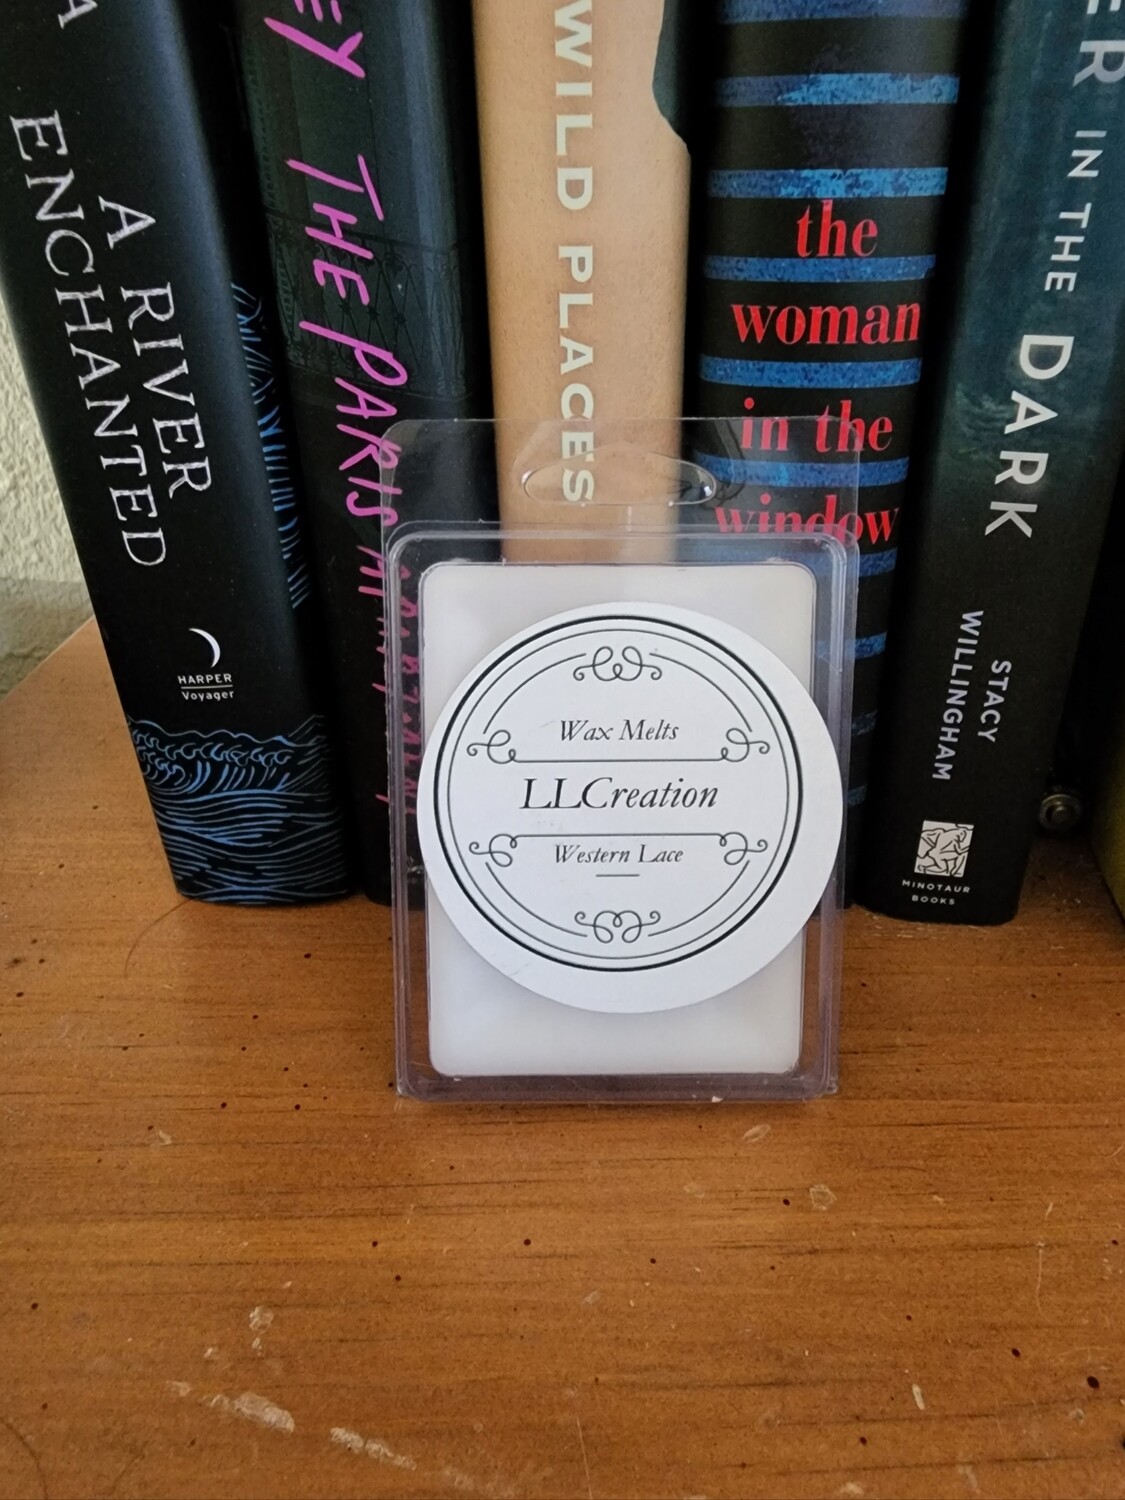 A RIVER
ENCHANTED
HARPER
Voyager
THE PARIS APARTMENT
WILD PLACES
the
woman
in the
window
IN THE DARK
STACY
WILLINGHAM
MINOTAUR
BOOKS
Wax Melts
LLCreation
Western Lace